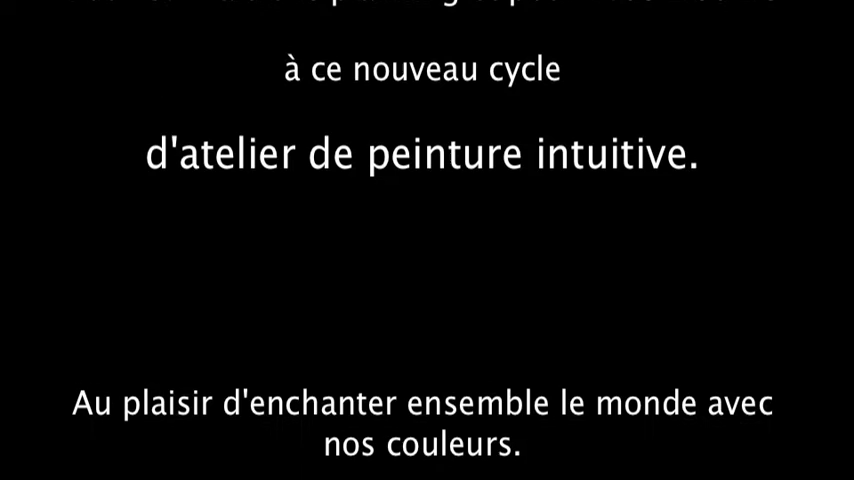 à ce nouveau cycle
d'atelier de peinture intuitive.
Au plaisir d'enchanter ensemble le monde avec
nos couleurs.